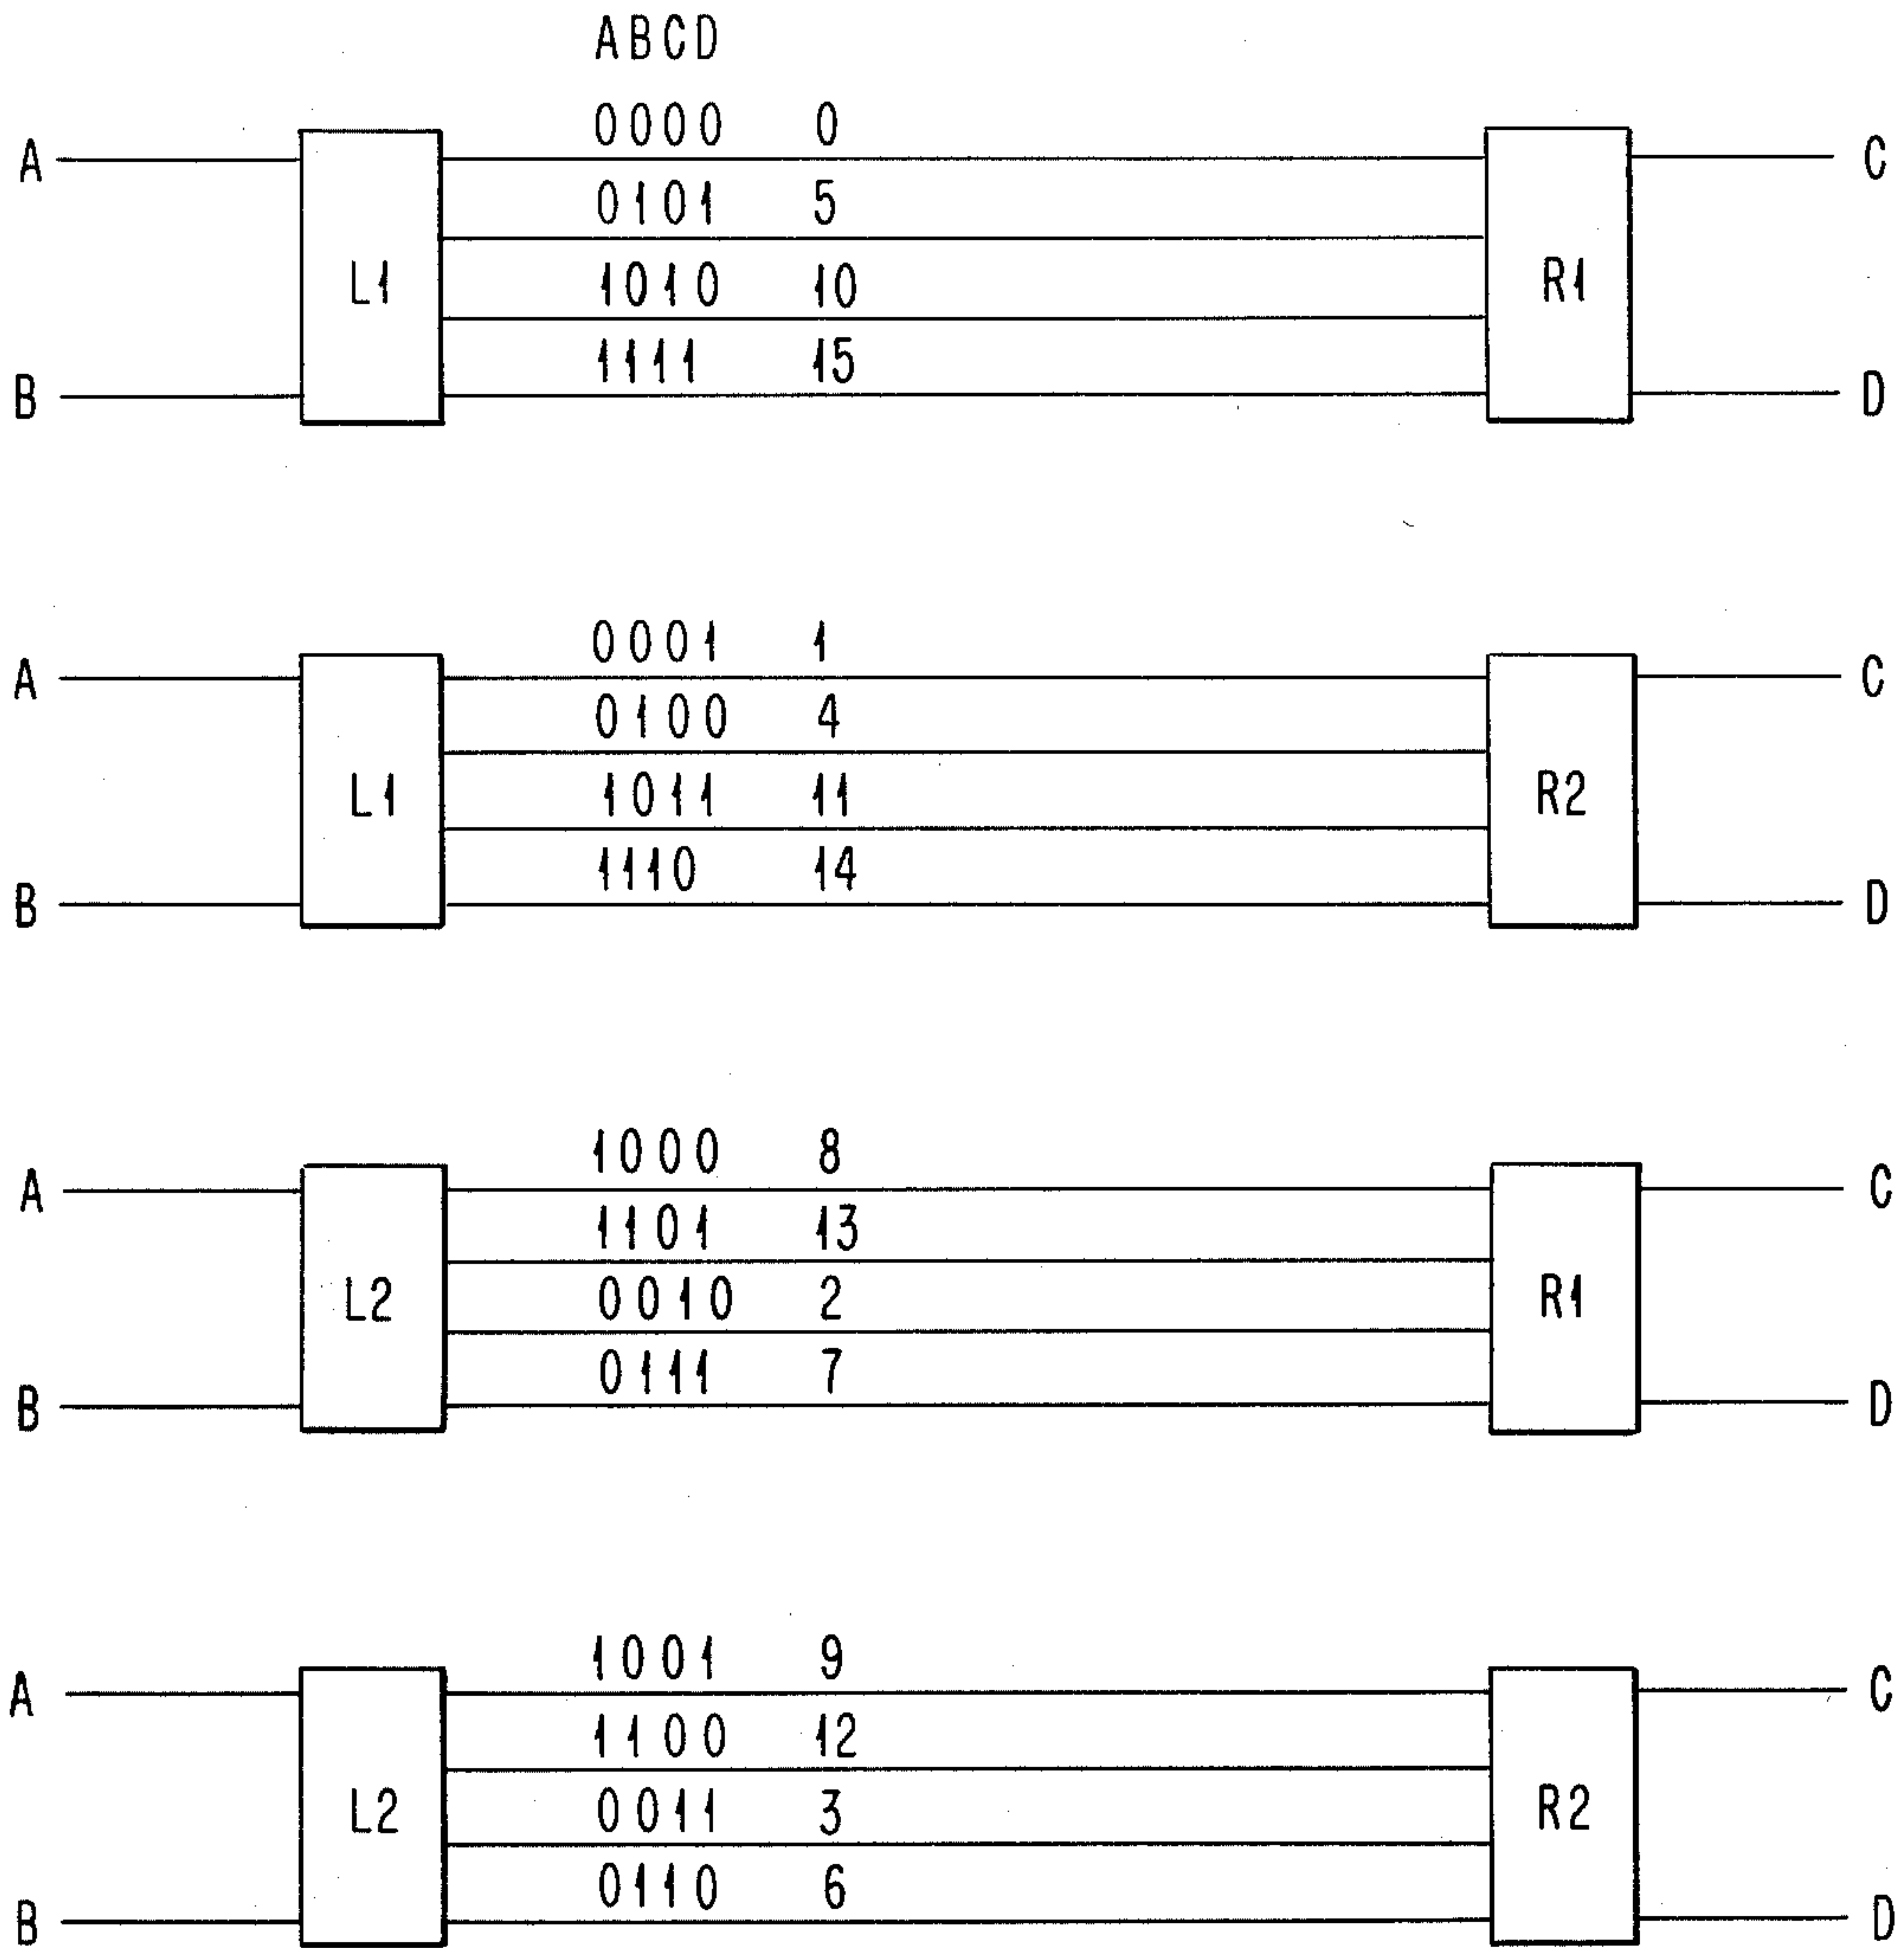 ABCD
0000 0
A C
0101 5
L1 1010 10 R1
1111 15
B D
0001 1
A C
0100 4
L1 1011 11 R2
1110 14
B D
1000 8
A C
1101 13
L2 0010 2 R1
0111 7
B D
1001 9
A C
1100 12
L2 0011 3 R2
0110 6
B D